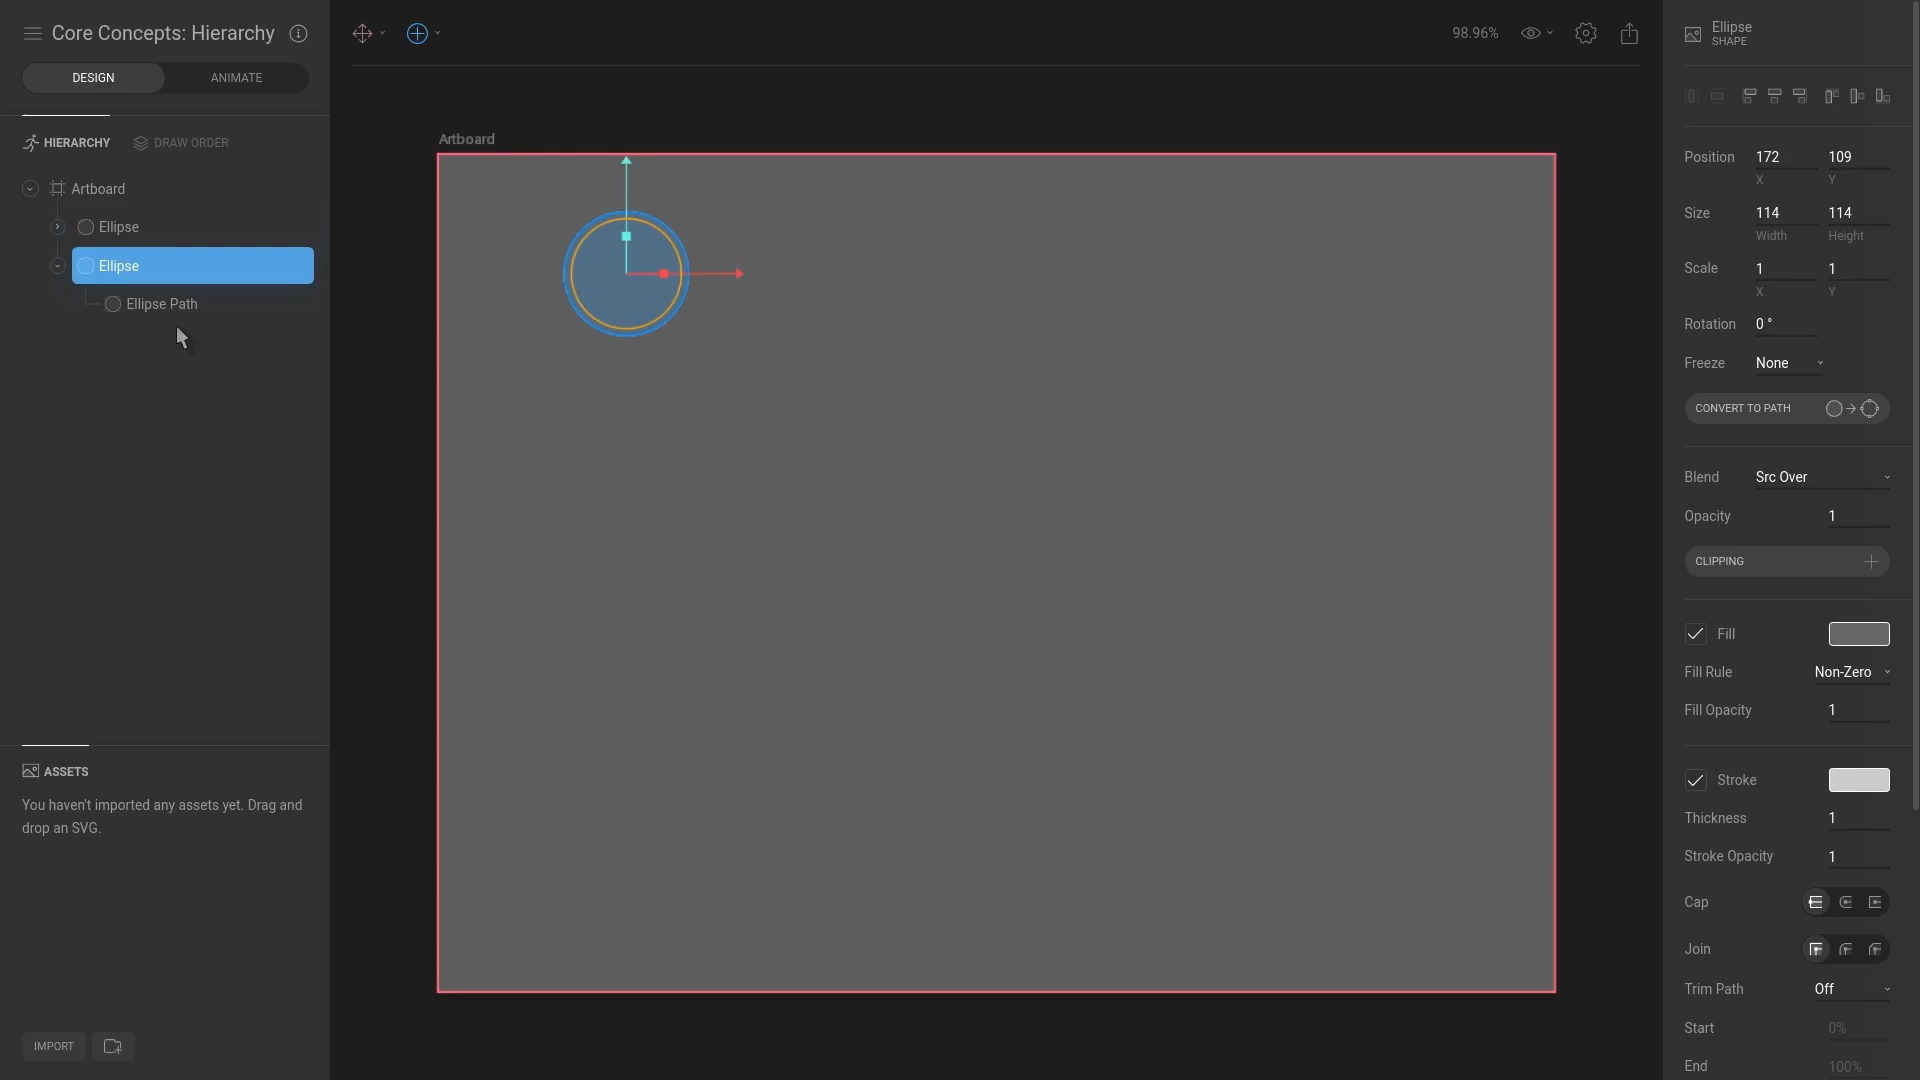 Core Concepts: Hierarchy
DESIGN ANIMATE
HIERARCHY DRAW ORDER
Artboard
Ellipse
Ellipse
Ellipse Path
ASSETS
You haven't imported any assets yet. Drag and
drop an SVG.
IMPORT
98.96%
Artboard
Ellipse
SHAPE
Position 172 109
X Y
Size 114 114
Width Height
Scale 1 1
X Y
Rotation 0 °
Freeze None
CONVERT TO PATH
Blend Src Over
Opacity 1
CLIPPING
Fill
Fill Rule Non-Zero
Fill Opacity 1
Stroke
Thickness 1
Stroke Opacity 1
Cap
Join
Trim Path Off
Start 0%
End 100%